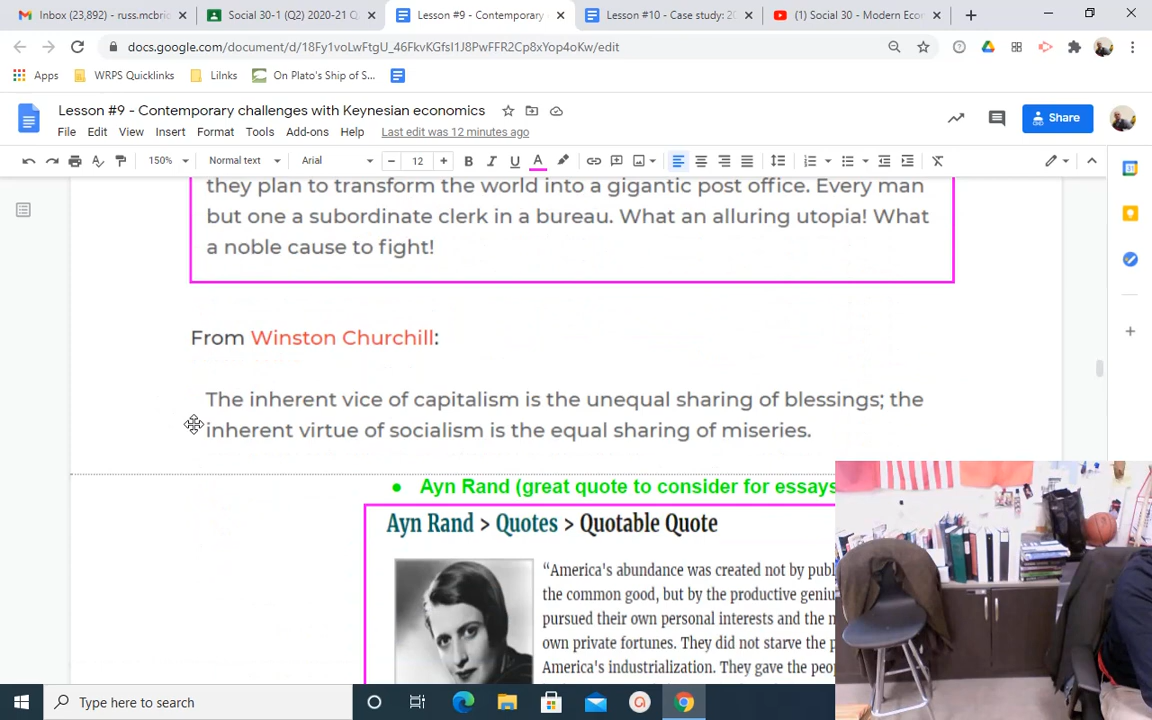 Inbox (23,892) - russ.mcbric
Social 30-1 (Q2) 2020-21 Q
Lesson #9 - Contemporary
Lesson #10 - Case study: 20
(1) Social 30 - Modern Econ
docs.google.com/document/d/18Fy1voLwFtgU_46FkvKGfsI1J8PwFFR2Cp8xYop4oKw/edit
Apps
WRPS Quicklinks
LiInks
On Plato's Ship of S...
Lesson #9 - Contemporary challenges with Keynesian economics
Share
File Edit View Insert Format Tools Add-ons Help Last edit was 12 minutes ago
150% Normal text Arial − 12 + B I U A
they plan to transform the world into a gigantic post office. Every man
but one a subordinate clerk in a bureau. What an alluring utopia! What
a noble cause to fight!
From Winston Churchill:
The inherent vice of capitalism is the unequal sharing of blessings; the
inherent virtue of socialism is the equal sharing of miseries.
● Ayn Rand (great quote to consider for essays
Ayn Rand > Quotes > Quotable Quote
“America's abundance was created not by publ
the common good, but by the productive geniu
pursued their own personal interests and the m
own private fortunes. They did not starve the p
America's industrialization. They gave the peop
Type here to search